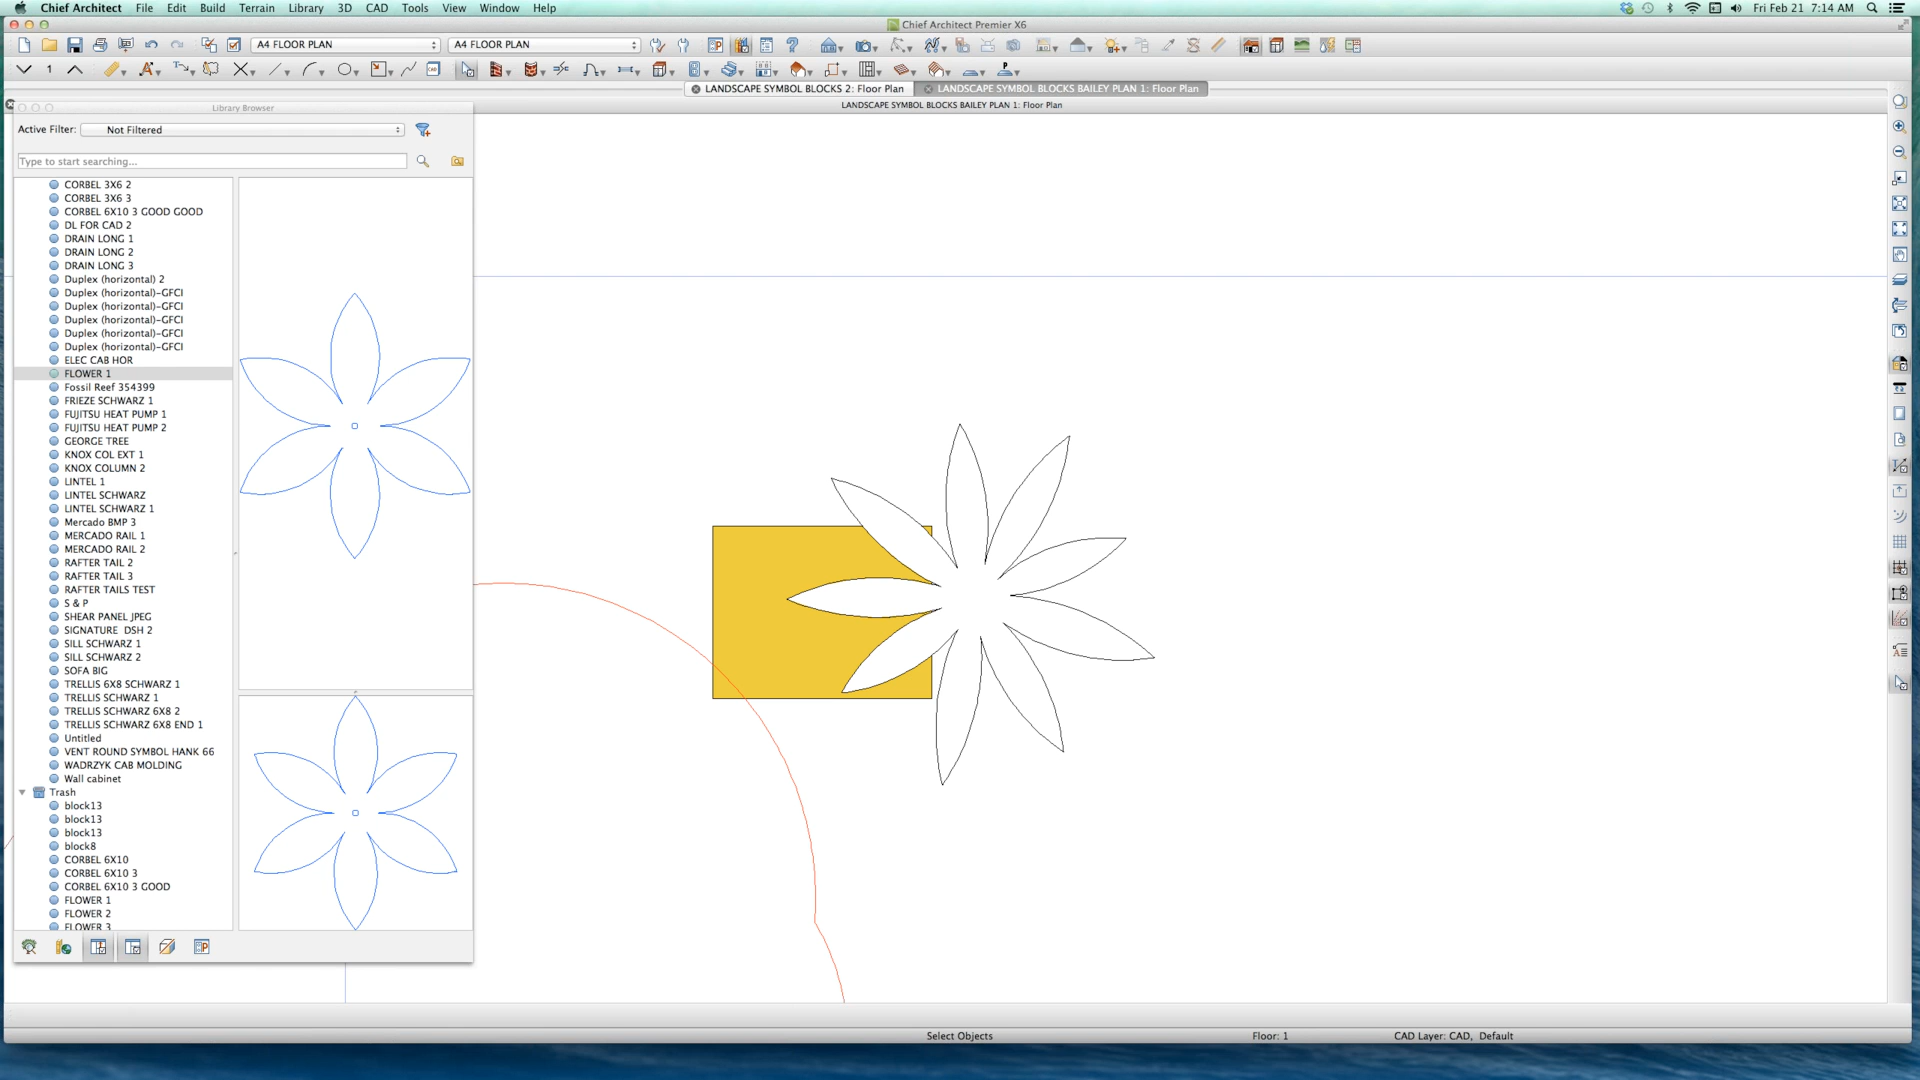 Chief Architect File Edit Build Terrain Library 3D CAD Tools View Window Help Fri Feb 21 7:14 AM
Chief Architect Premier X6
A4 FLOOR PLAN A4 FLOOR PLAN
1
LANDSCAPE SYMBOL BLOCKS 2: Floor Plan LANDSCAPE SYMBOL BLOCKS BAILEY PLAN 1: Floor Plan
LANDSCAPE SYMBOL BLOCKS BAILEY PLAN 1: Floor Plan
Library Browser
Active Filter: Not Filtered
Type to start searching...
CORBEL 3X6 2
CORBEL 3X6 3
CORBEL 6X10 3 GOOD GOOD
DL FOR CAD 2
DRAIN LONG 1
DRAIN LONG 2
DRAIN LONG 3
Duplex (horizontal) 2
Duplex (horizontal)-GFCI
Duplex (horizontal)-GFCI
Duplex (horizontal)-GFCI
Duplex (horizontal)-GFCI
Duplex (horizontal)-GFCI
ELEC CAB HOR
FLOWER 1
Fossil Reef 354399
FRIEZE SCHWARZ 1
FUJITSU HEAT PUMP 1
FUJITSU HEAT PUMP 2
GEORGE TREE
KNOX COL EXT 1
KNOX COLUMN 2
LINTEL 1
LINTEL SCHWARZ
LINTEL SCHWARZ 1
Mercado BMP 3
MERCADO RAIL 1
MERCADO RAIL 2
RAFTER TAIL 2
RAFTER TAIL 3
RAFTER TAILS TEST
S & P
SHEAR PANEL JPEG
SIGNATURE DSH 2
SILL SCHWARZ 1
SILL SCHWARZ 2
SOFA BIG
TRELLIS 6X8 SCHWARZ 1
TRELLIS SCHWARZ 1
TRELLIS SCHWARZ 6X8 2
TRELLIS SCHWARZ 6X8 END 1
Untitled
VENT ROUND SYMBOL HANK 66
WADRZYK CAB MOLDING
Wall cabinet
Trash
block13
block13
block13
block8
CORBEL 6X10
CORBEL 6X10 3
CORBEL 6X10 3 GOOD
FLOWER 1
FLOWER 2
FLOWER 3
Select Objects Floor: 1 CAD Layer: CAD, Default